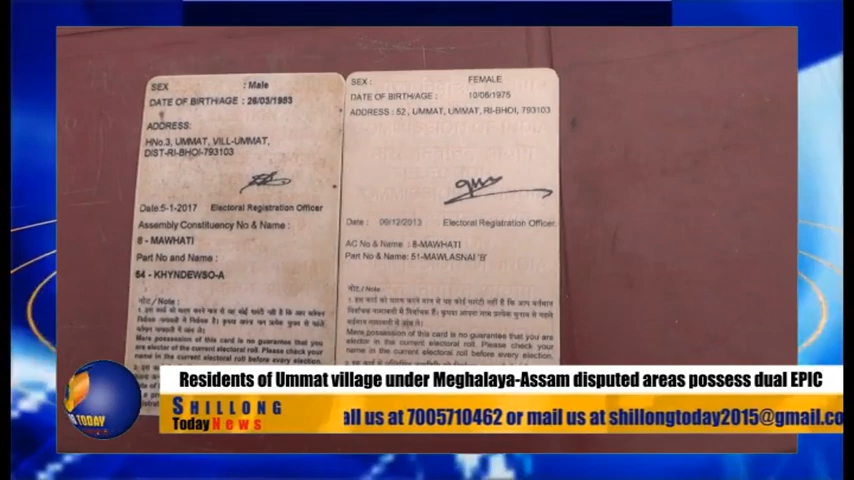 SEX : Male
DATE OF BIRTH/AGE : 26/03/1983
ADDRESS:
HNo.3, UMMAT, VILL-UMMAT,
DIST-RI-BHOI-793103
Date:5-1-2017 Electoral Registration Officer
Assembly Constituency No & Name :
8 - MAWHATI
Part No and Name :
64 - KHYNDEWSO-A
नोट / Note :
Mere possession of this card is no guarantee that you
are elector in the current electoral roll. Please check your
name in the current electoral roll before every election.
SEX : FEMALE
DATE OF BIRTH/AGE : 10/06/1975
ADDRESS : 52, UMMAT, UMMAT, RI-BHOI, 793103
Date : 09/12/2013 Electoral Registration Officer
AC No & Name : 8-MAWHATI
Part No & Name: 51-MAWLASNAI 'B'
नोट / Note
Mere possession of this card is no guarantee that you are
elector in the current electoral roll. Please check your
name in the current electoral roll before every election.
Residents of Ummat village under Meghalaya-Assam disputed areas possess dual EPIC
TODAY
SHILLONG
Today News
all us at 7005710462 or mail us at shillongtoday2015@gmail.co